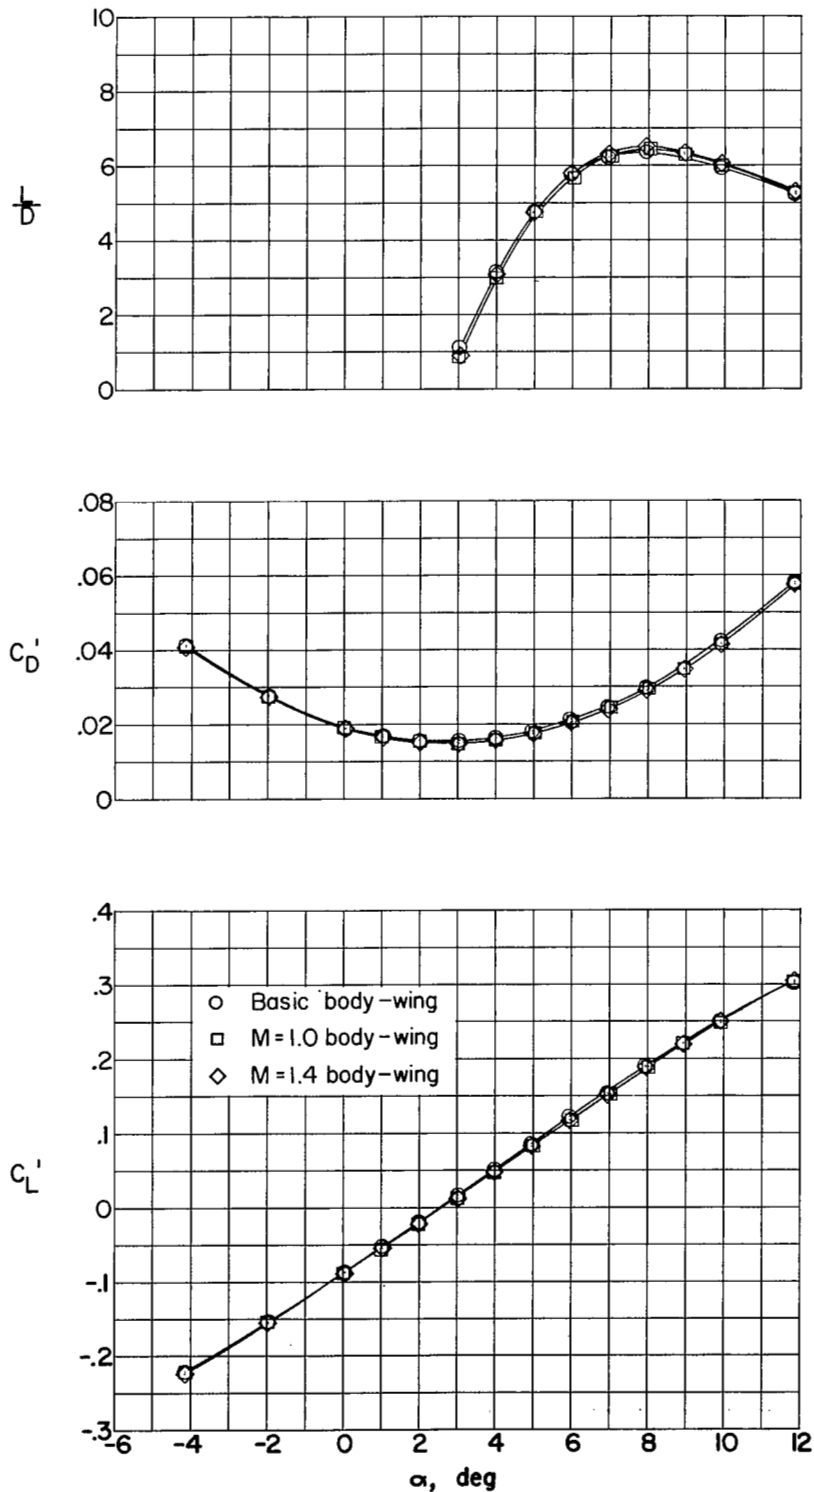 10
8
6
4
2
0
L/D
.08
.06
.04
.02
0
CD'
.4
.3
.2
.1
0
-.1
-.2
-.3
CL'
Basic body-wing
M=1.0 body-wing
M=1.4 body-wing
-6 -4 -2 0 2 4 6 8 10 12
α, deg